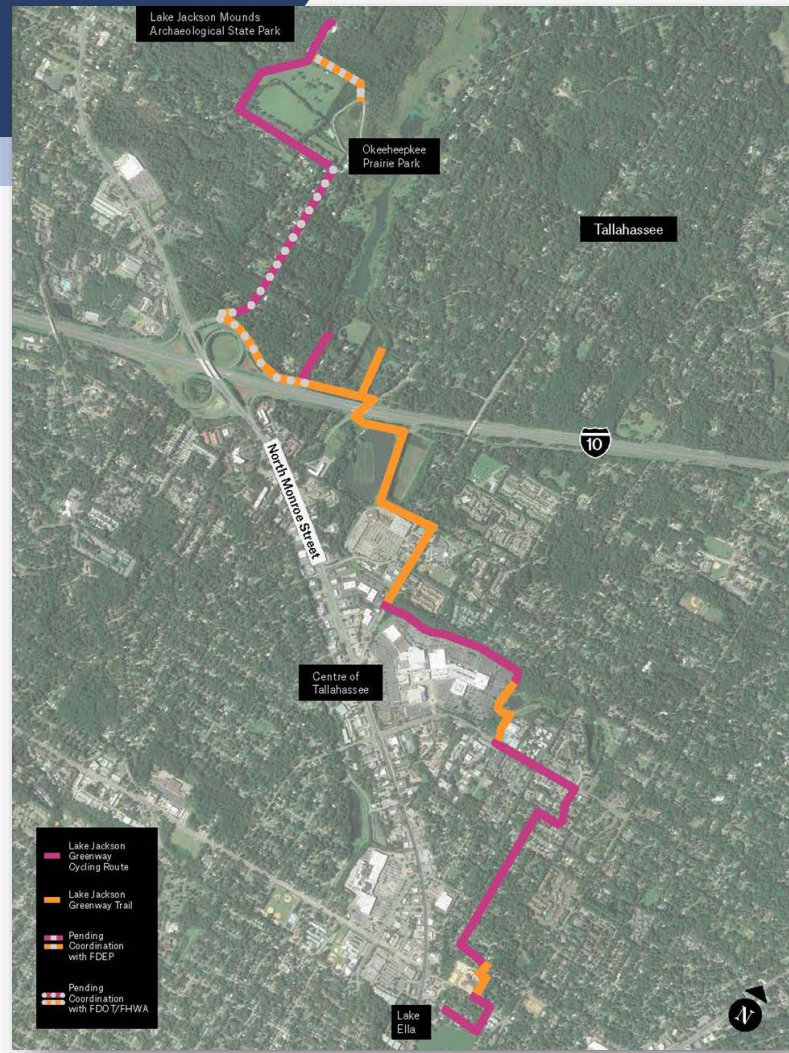 Lake Jackson Mounds
Archaeological State Park
Okeeheepkee
Prairie Park
Tallahassee
10
North Monroe Street
Centre of
Tallahassee
Lake Jackson
Greenway
Cycling Route
Lake Jackson
Greenway Trail
Pending
Coordination
with FDEP
Pending
Coordination
with FDOT/FHWA
Lake
Ella
N